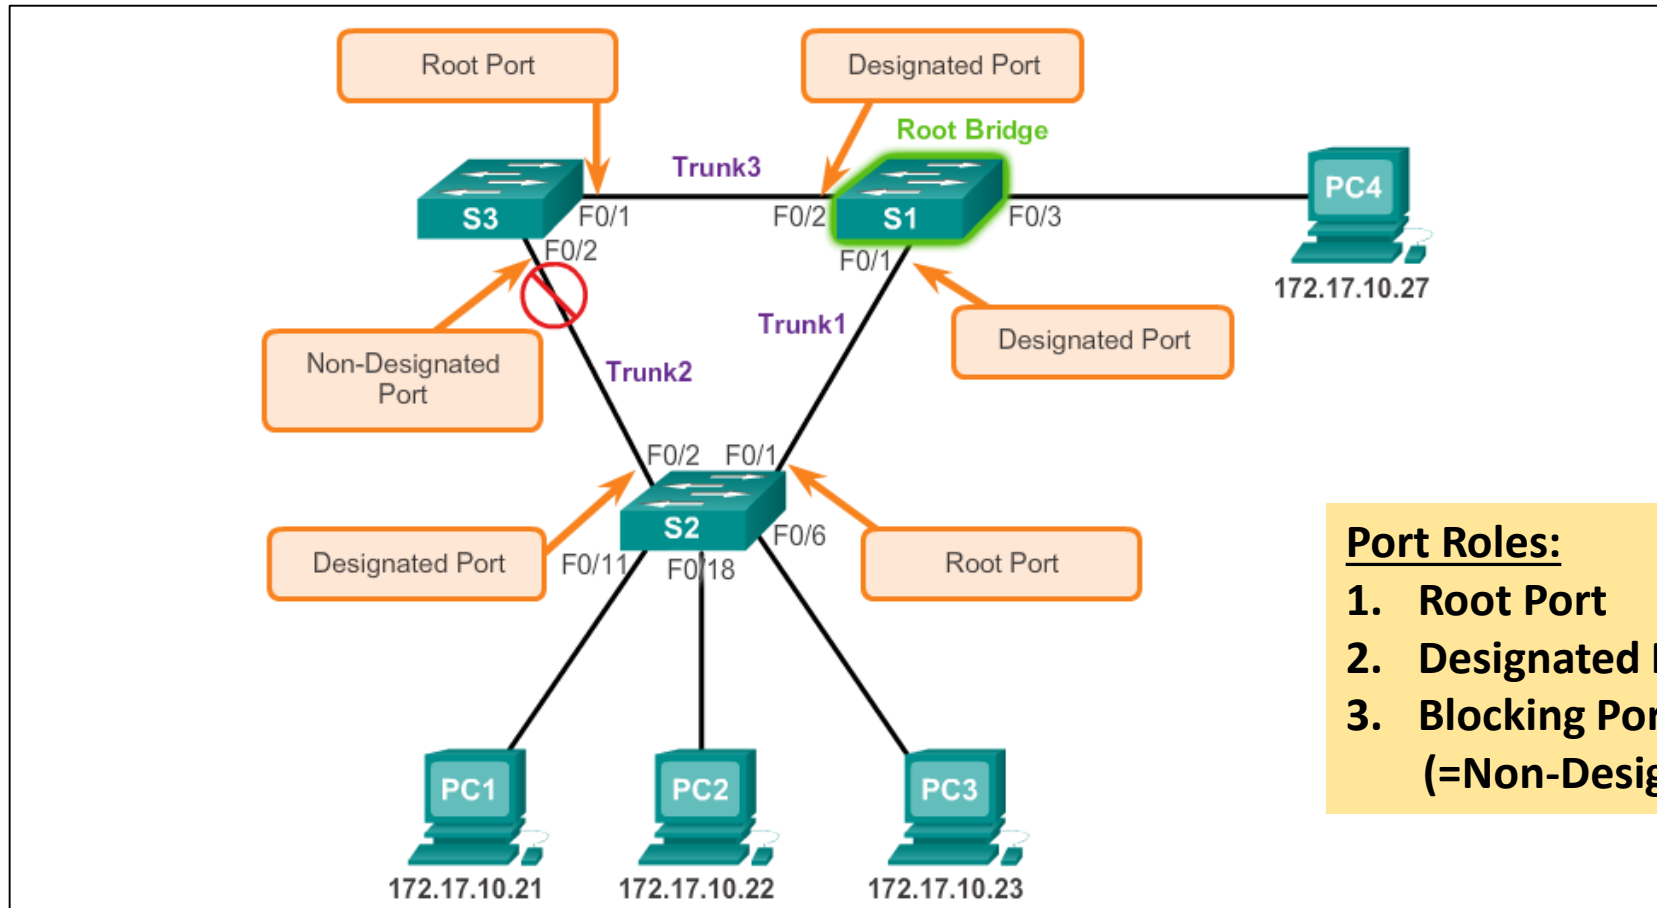 Root Port
Designated Port
Root Bridge
Trunk3
S3
F0/1
F0/2
S1
F0/3
PC4
F0/2
F0/1
172.17.10.27
Trunk1
Designated Port
Non-Designated
Port
Trunk2
F0/2
F0/1
S2
F0/6
Designated Port
F0/11
F0/18
Root Port
Port Roles:
1. Root Port
2. Designated
3. Blocking
(=Non-
PC1
PC2
PC3
172.17.10.21
172.17.10.22
172.17.10.23